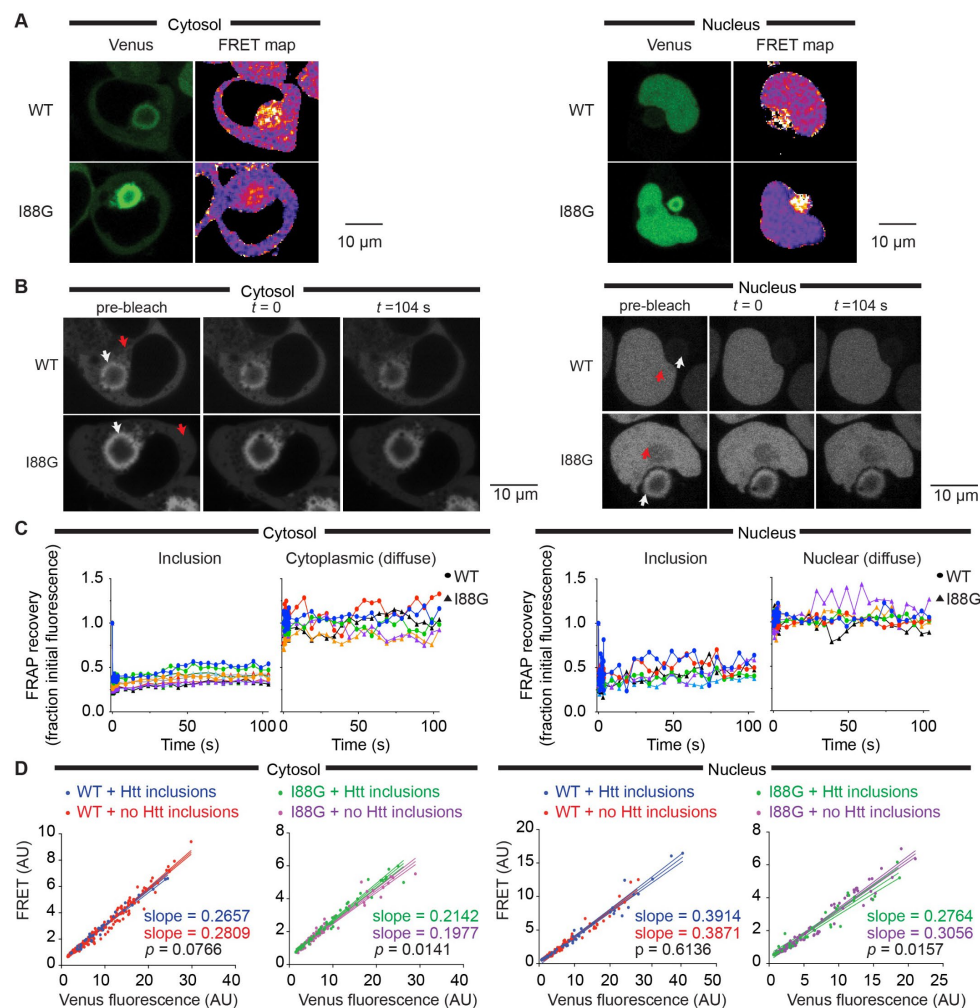 A
Cytosol
Nucleus
Venus
FRET map
Venus
FRET map
WT
WT
I88G
I88G
10 µm
10 µm
B
Cytosol
Nucleus
pre-bleach
t = 0
t =104 s
pre-bleach
t = 0
t =104 s
WT
WT
I88G
I88G
10 µm
10 µm
C
Cytosol
Nucleus
Inclusion
Cytoplasmic (diffuse)
WT
I88G
Inclusion
Nuclear (diffuse)
WT
I88G
FRAP recovery
(fraction initial fluorescence)
1.5
1.0
0.5
0.0
0 50 100
Time (s)
0 50 100
Time (s)
FRAP recovery
(fraction initial fluorescence)
1.5
1.0
0.5
0.0
0 50 100
Time (s)
0 50 100
Time (s)
D
Cytosol
Nucleus
WT + Htt inclusions
WT + no Htt inclusions
I88G + Htt inclusions
I88G + no Htt inclusions
WT + Htt inclusions
WT + no Htt inclusions
I88G + Htt inclusions
I88G + no Htt inclusions
FRET (AU)
10
8
6
4
2
0
slope = 0.2657
slope = 0.2809
p = 0.0766
0 10 20 30 40
Venus fluorescence (AU)
8
6
4
2
0
slope = 0.2142
slope = 0.1977
p = 0.0141
0 10 20 30 40
Venus fluorescence (AU)
FRET (AU)
20
15
10
5
0
slope = 0.3914
slope = 0.3871
p = 0.6136
0 10 20 30 40 50
Venus fluorescence (AU)
8
6
4
2
0
slope = 0.2764
slope = 0.3056
p = 0.0157
0 5 10 15 20 25
Venus fluorescence (AU)